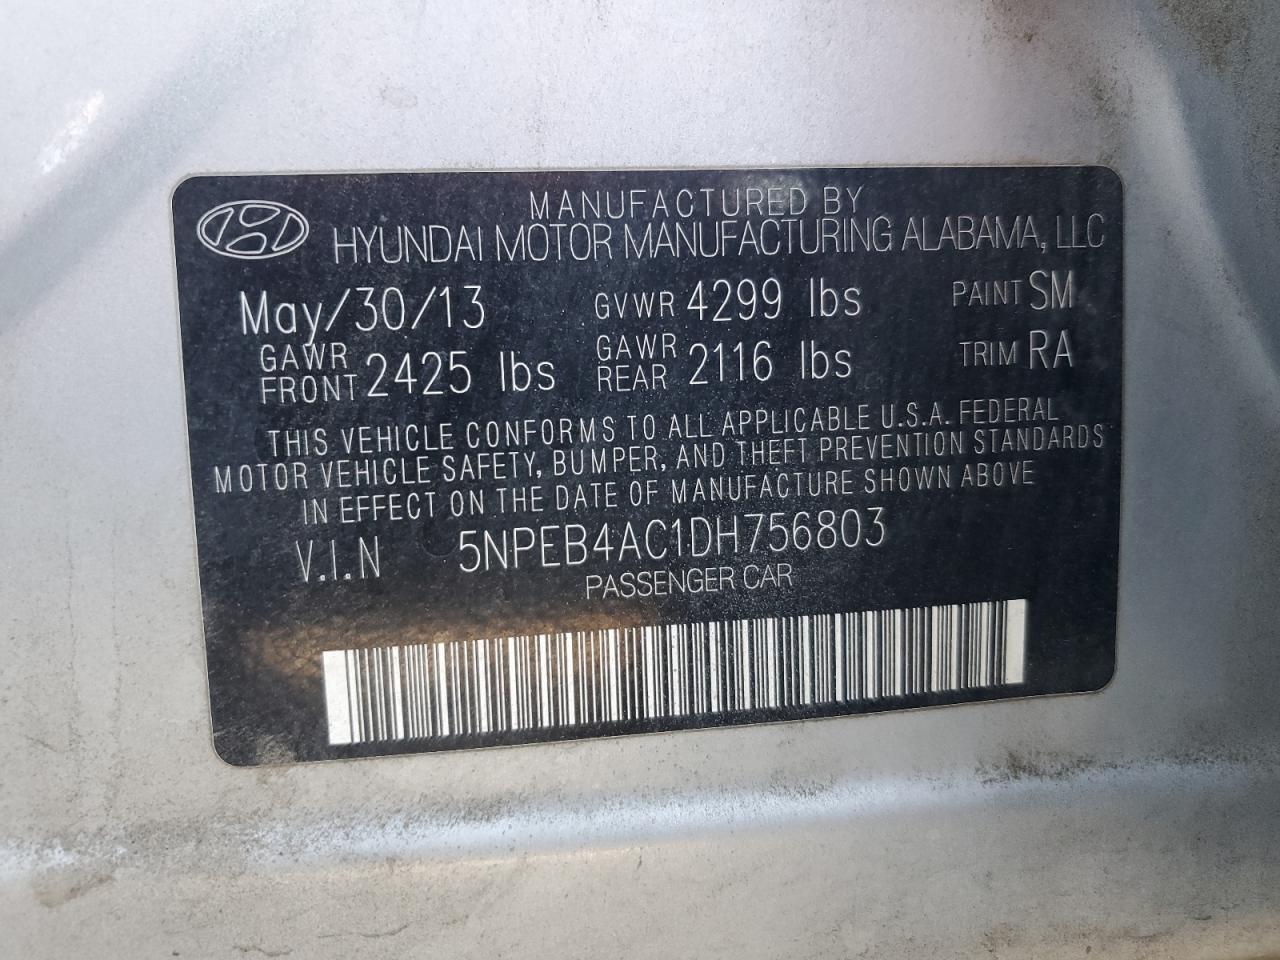 MANUFACTURED BY
HYUNDAI MOTOR MANUFACTURING ALABAMA, LLC
May/30/13 GVWR 4299 lbs PAINT SM
GAWR FRONT 2425 lbs GAWR REAR 2116 lbs TRIM RA
THIS VEHICLE CONFORMS TO ALL APPLICABLE U.S.A. FEDERAL
MOTOR VEHICLE SAFETY, BUMPER, AND THEFT PREVENTION STANDARDS
IN EFFECT ON THE DATE OF MANUFACTURE SHOWN ABOVE
V.I.N 5NPEB4AC1DH756803
PASSENGER CAR